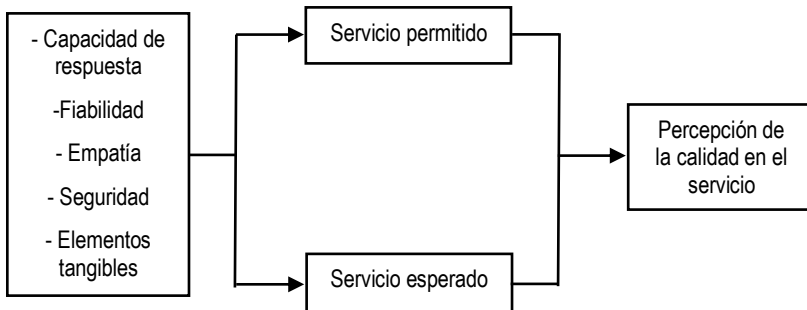 - Capacidad de
respuesta
-Fiabilidad
- Empatía
- Seguridad
- Elementos
tangibles
Servicio permitido
Servicio esperado
Percepción de
la calidad en el
servicio